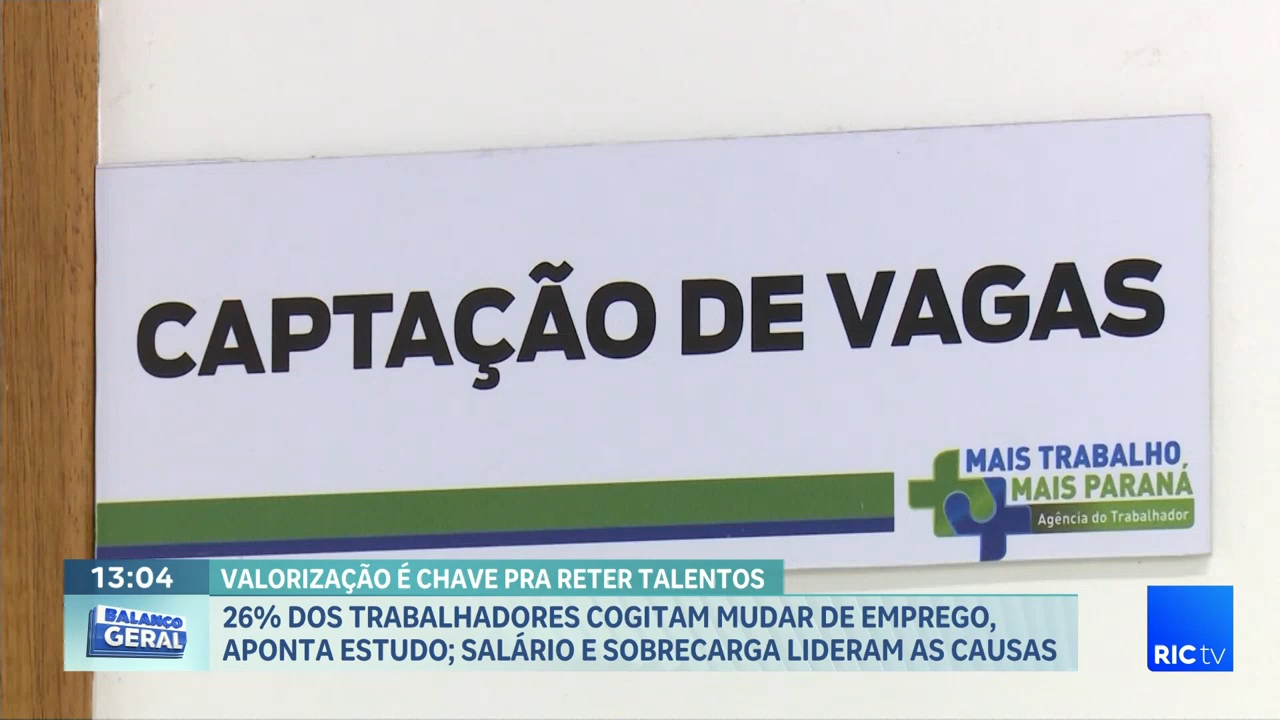 CAPTAÇÃO DE VAGAS
MAIS TRABALHO
MAIS PARANÁ
Agência do Trabalhador
13:04
VALORIZAÇÃO É CHAVE PRA RETER TALENTOS
BALANÇO
GERAL
26% DOS TRABALHADORES COGITAM MUDAR DE EMPREGO,
APONTA ESTUDO; SALÁRIO E SOBRECARGA LIDERAM AS CAUSAS
RICtv